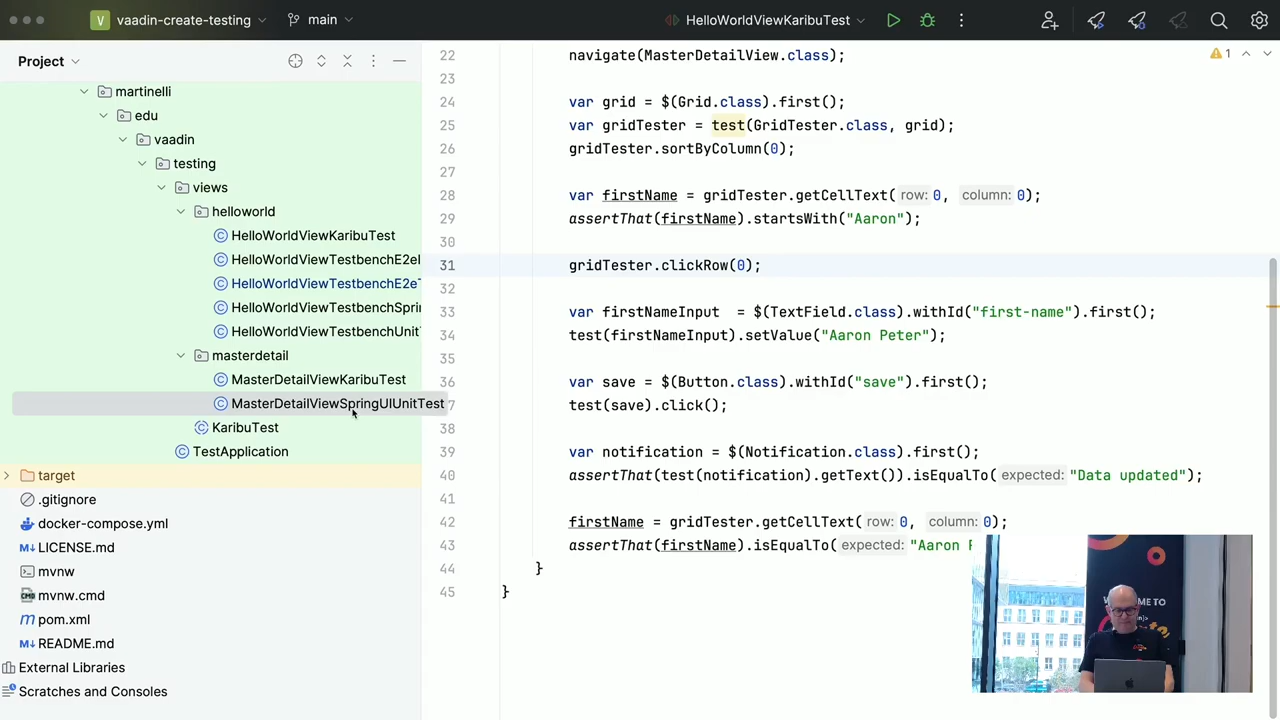 V vaadin-create-testing main HelloWorldViewKaribuTest
Project
martinelli
edu
vaadin
testing
views
helloworld
HelloWorldViewKaribuTest
HelloWorldViewTestbenchE2eI
HelloWorldViewTestbenchE2eT
HelloWorldViewTestbenchSpri
HelloWorldViewTestbenchUnit
masterdetail
MasterDetailViewKaribuTest
MasterDetailViewSpringUIUnitTest
KaribuTest
TestApplication
target
.gitignore
docker-compose.yml
LICENSE.md
mvnw
mvnw.cmd
pom.xml
README.md
External Libraries
Scratches and Consoles
1
22 navigate(MasterDetailView.class);
23
24 var grid = $(Grid.class).first();
25 var gridTester = test(GridTester.class, grid);
26 gridTester.sortByColumn(0);
27
28 var firstName = gridTester.getCellText( row: 0, column: 0);
29 assertThat(firstName).startsWith("Aaron");
30
31 gridTester.clickRow(0);
32
33 var firstNameInput = $(TextField.class).withId("first-name").first();
34 test(firstNameInput).setValue("Aaron Peter");
35
36 var save = $(Button.class).withId("save").first();
7 test(save).click();
38
39 var notification = $(Notification.class).first();
40 assertThat(test(notification).getText()).isEqualTo( expected: "Data updated");
41
42 firstName = gridTester.getCellText( row: 0, column: 0);
43 assertThat(firstName).isEqualTo( expected: "Aaron
44 }
45 }
ME TO